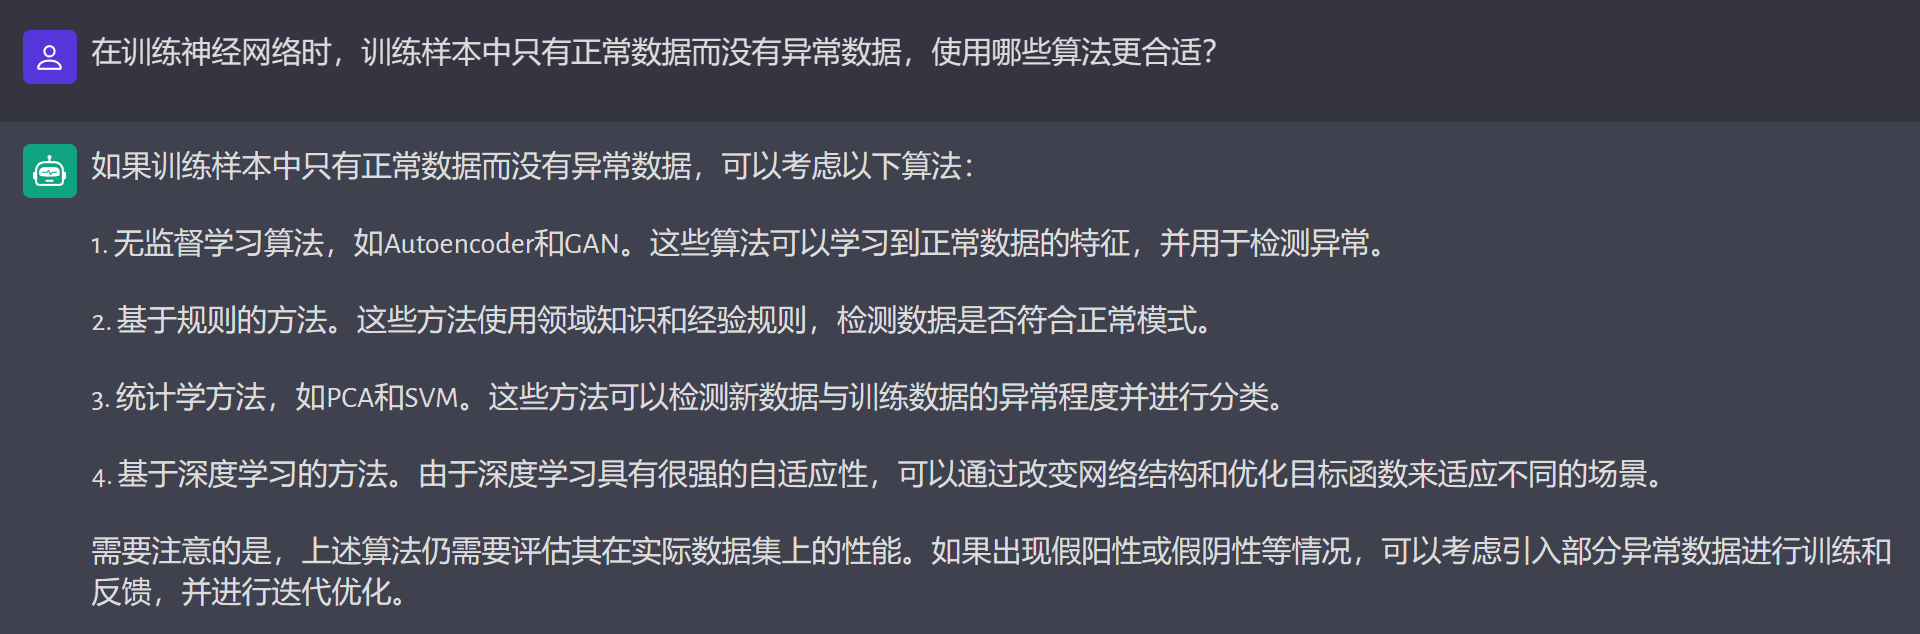 在训练神经网络时，训练样本中只有正常数据而没有异常数据，使用哪些算法更合适？
如果训练样本中只有正常数据而没有异常数据，可以考虑以下算法：
1. 无监督学习算法，如Autoencoder和GAN。这些算法可以学习到正常数据的特征，并用于检测异常。
2. 基于规则的方法。这些方法使用领域知识和经验规则，检测数据是否符合正常模式。
3. 统计学方法，如PCA和SVM。这些方法可以检测新数据与训练数据的异常程度并进行分类。
4. 基于深度学习的方法。由于深度学习具有很强的自适应性，可以通过改变网络结构和优化目标函数来适应不同的场景。
需要注意的是，上述算法仍需要评估其在实际数据集上的性能。如果出现假阳性或假阴性等情况，可以考虑引入部分异常数据进行训练和
反馈，并进行迭代优化。